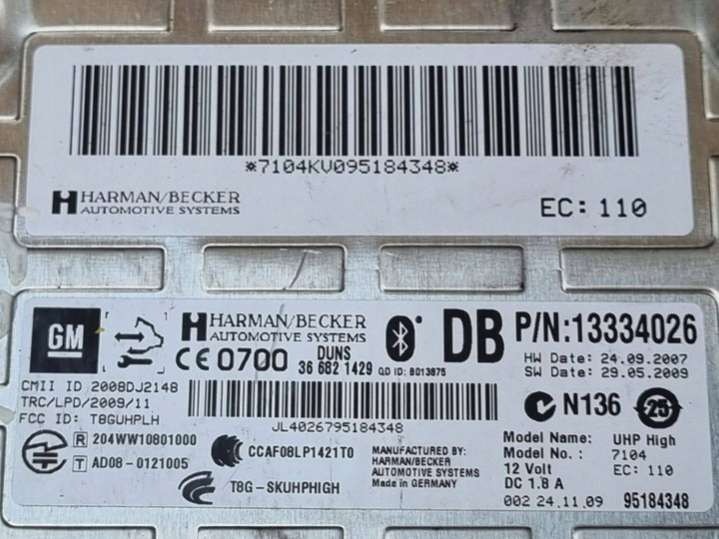 *7104KV095184348*
HARMAN/BECKER
AUTOMOTIVE SYSTEMS
EC: 110
GM
HARMAN/BECKER
AUTOMOTIVE SYSTEMS
CE 0700 DUNS
36 682 1429 QD ID: B013875
DB P/N:13334026
HW Date: 24.09.2007
SW Date: 29.05.2009
CMII ID 2008DJ2148
TRC/LPD/2009/11
FCC ID: T8GUHPLH
JL4026795184348
N136 25
R 204WW10801000
T AD08-0121005
CCAF08LP1421T0
T8G-SKUHPHIGH
MANUFACTURED BY:
HARMAN/BECKER
AUTOMOTIVE SYSTEMS
Made in GERMANY
Model Name: UHP High
Model No.: 7104
12 Volt EC: 110
DC 1.8 A
002 24.11.09 95184348